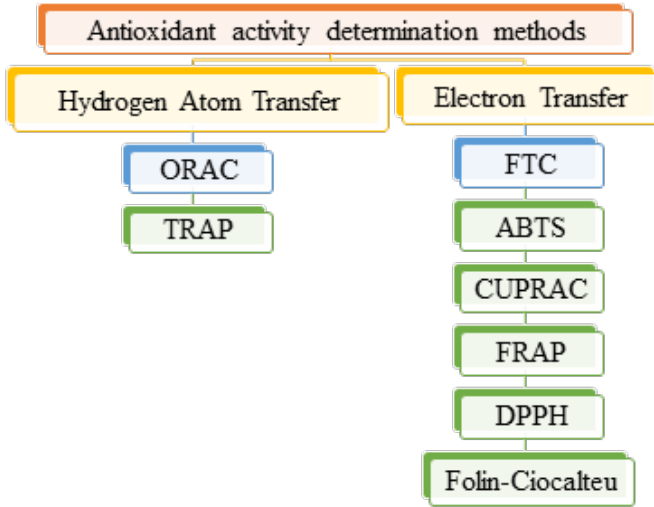 Antioxidant activity determination methods
Hydrogen Atom Transfer
Electron Transfer
ORAC
TRAP
FTC
ABTS
CUPRAC
FRAP
DPPH
Folin-Ciocalteu